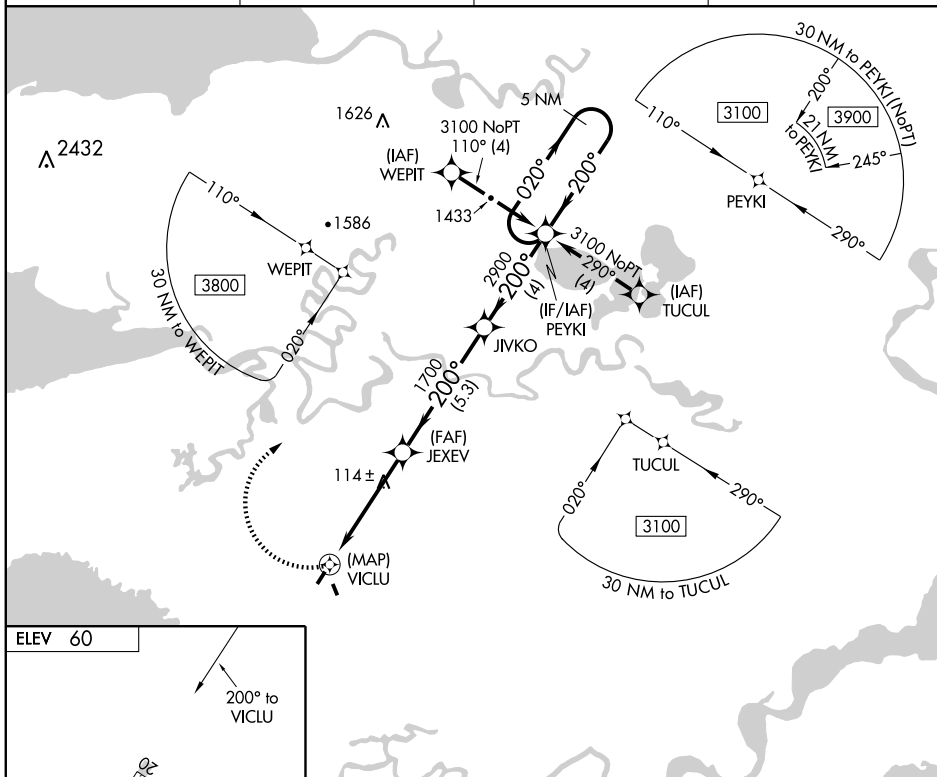 1626
2432
(IAF)
WEPIT
3100 NoPT
110° (4)
1433
5 NM
020°
200°
30 NM to PEYKI (NoPT)
3100
3900
110°
200°
21 NM
to PEYKI
245°
PEYKI
290°
110°
1586
WEPIT
3800
30 NM to WEPIT
020°
3100 NoPT
290°
(4)
(IAF)
TUCUL
(IF/IAF)
PEYKI
2900
200°
(4)
JIVKO
1700
200°
(5.3)
(FAF)
JEXEV
114 ±
(MAP)
VICLU
TUCUL
020°
290°
3100
30 NM to TUCUL
ELEV 60
200° to
VICLU
20